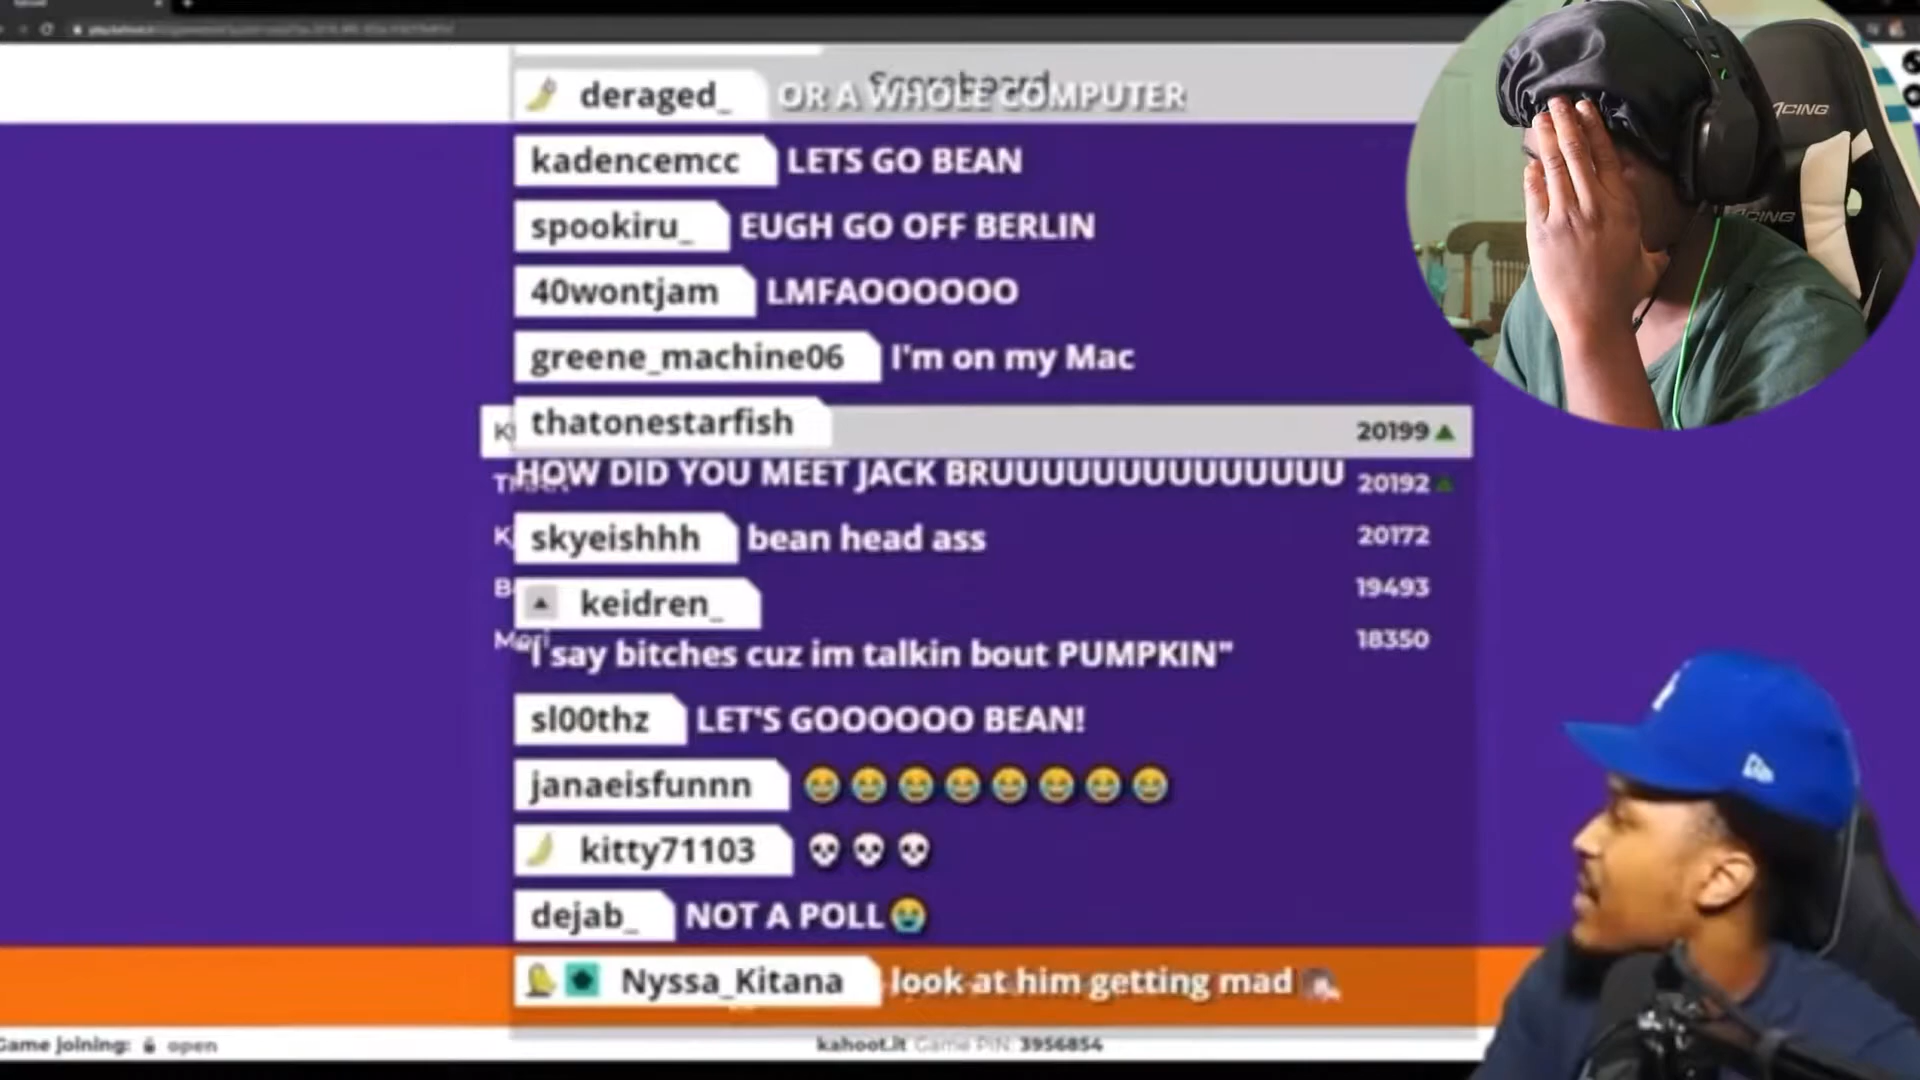 Scoreboard
deraged_ OR A WHOLE COMPUTER
ACING
kadencemcc LETS GO BEAN
spookiru_ EUGH GO OFF BERLIN
ACING
40wontjam LMFAOOOOOO
greene_machine06 I'm on my Mac
thatonestarfish
20199
HOW DID YOU MEET JACK BRUUUUUUUUUUUUUU
20192
skyeishhh bean head ass
20172
19493
keidren_
"I say bitches cuz im talkin bout PUMPKIN"
18350
sl00thz LET'S GOOOOOO BEAN!
janaeisfunnn 😂😂😂😂😂😂😂😂
kitty71103 💀💀💀
dejab_ NOT A POLL😭
Nyssa_Kitana look at him getting mad
Game joining: open
kahoot.it Game PIN: 3956854